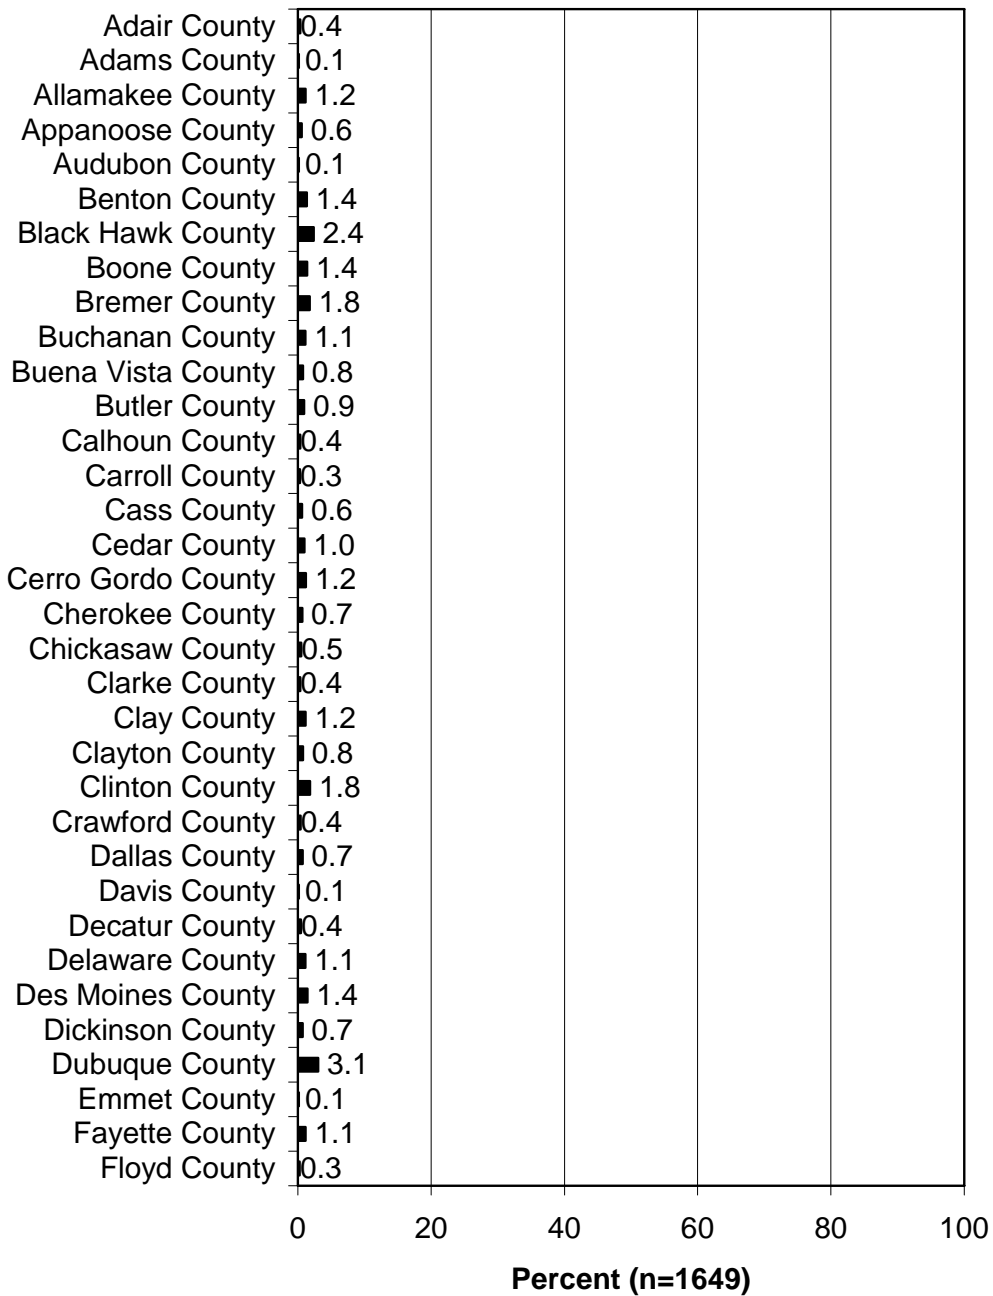 Adair County 0.4
Adams County 0.1
Allamakee County 1.2
Appanoose County 0.6
Audubon County 0.1
Benton County 1.4
Black Hawk County 2.4
Boone County 1.4
Bremer County 1.8
Buchanan County 1.1
Buena Vista County 0.8
Butler County 0.9
Calhoun County 0.4
Carroll County 0.3
Cass County 0.6
Cedar County 1.0
Cerro Gordo County 1.2
Cherokee County 0.7
Chickasaw County 0.5
Clarke County 0.4
Clay County 1.2
Clayton County 0.8
Clinton County 1.8
Crawford County 0.4
Dallas County 0.7
Davis County 0.1
Decatur County 0.4
Delaware County 1.1
Des Moines County 1.4
Dickinson County 0.7
Dubuque County 3.1
Emmet County 0.1
Fayette County 1.1
Floyd County 0.3
0 20 40 60 80 100
Percent (n=1649)